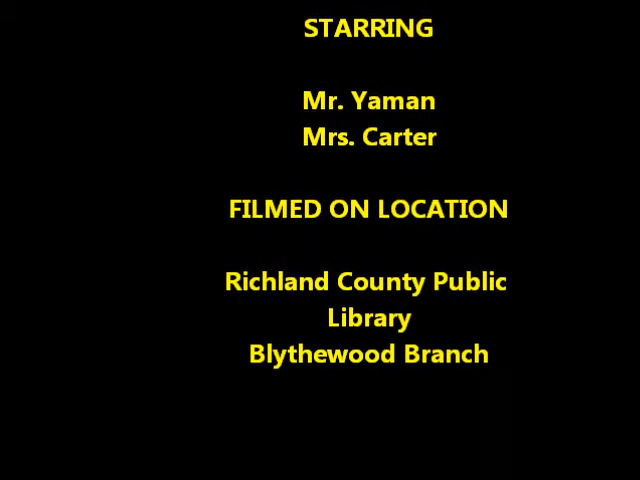 STARRING
Mr. Yaman
Mrs. Carter
FILMED ON LOCATION
Richland County Public
Library
Blythewood Branch